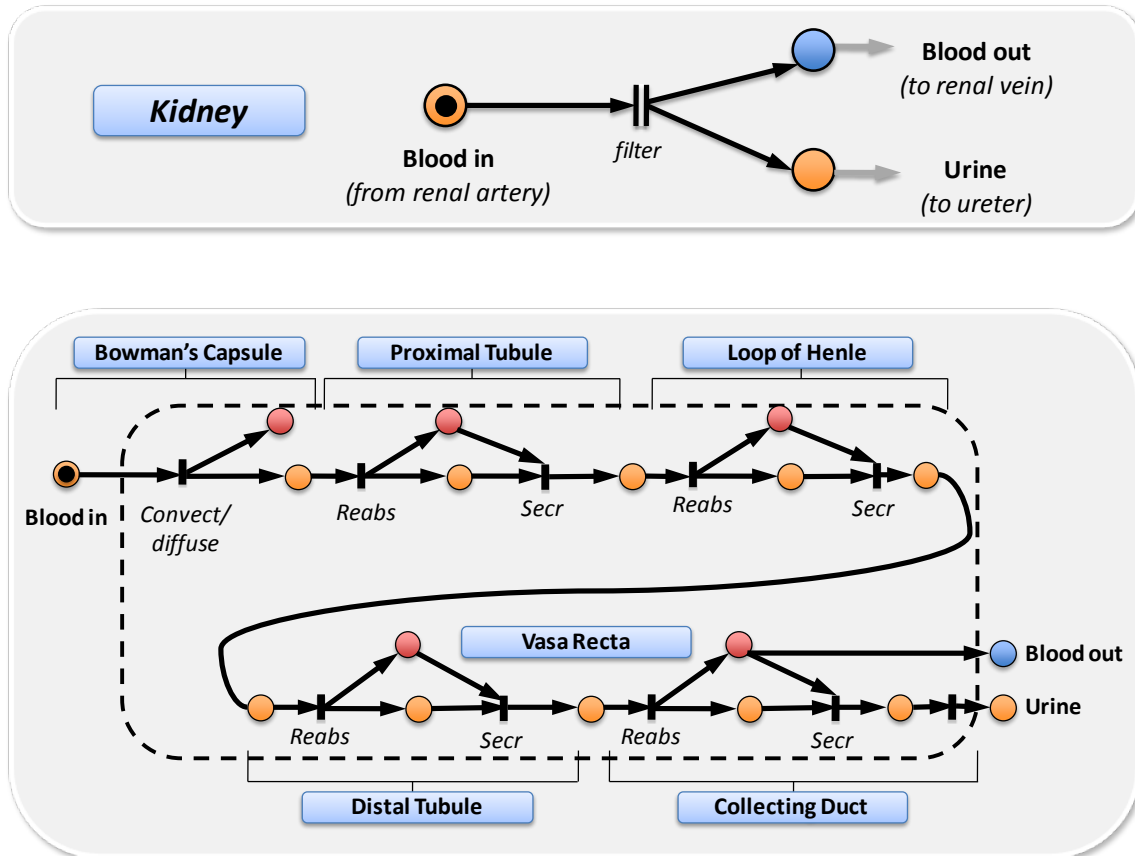 Kidney
Blood in
(from renal artery)
filter
Blood out
(to renal vein)
Urine
(to ureter)
Bowman's Capsule
Proximal Tubule
Loop of Henle
Blood in
Convect/
diffuse
Reabs
Secr
Reabs
Secr
Vasa Recta
Blood out
Urine
Reabs
Secr
Reabs
Secr
Distal Tubule
Collecting Duct